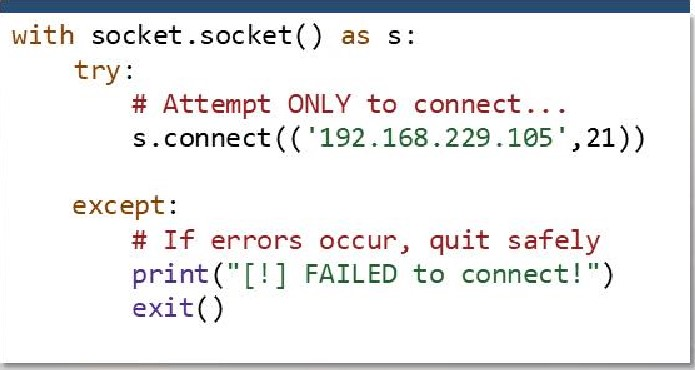 with socket.socket() as s:
    try:
        # Attempt ONLY to connect...
        s.connect(('192.168.229.105',21))
    except:
        # If errors occur, quit safely
        print("[!] FAILED to connect!")
        exit()